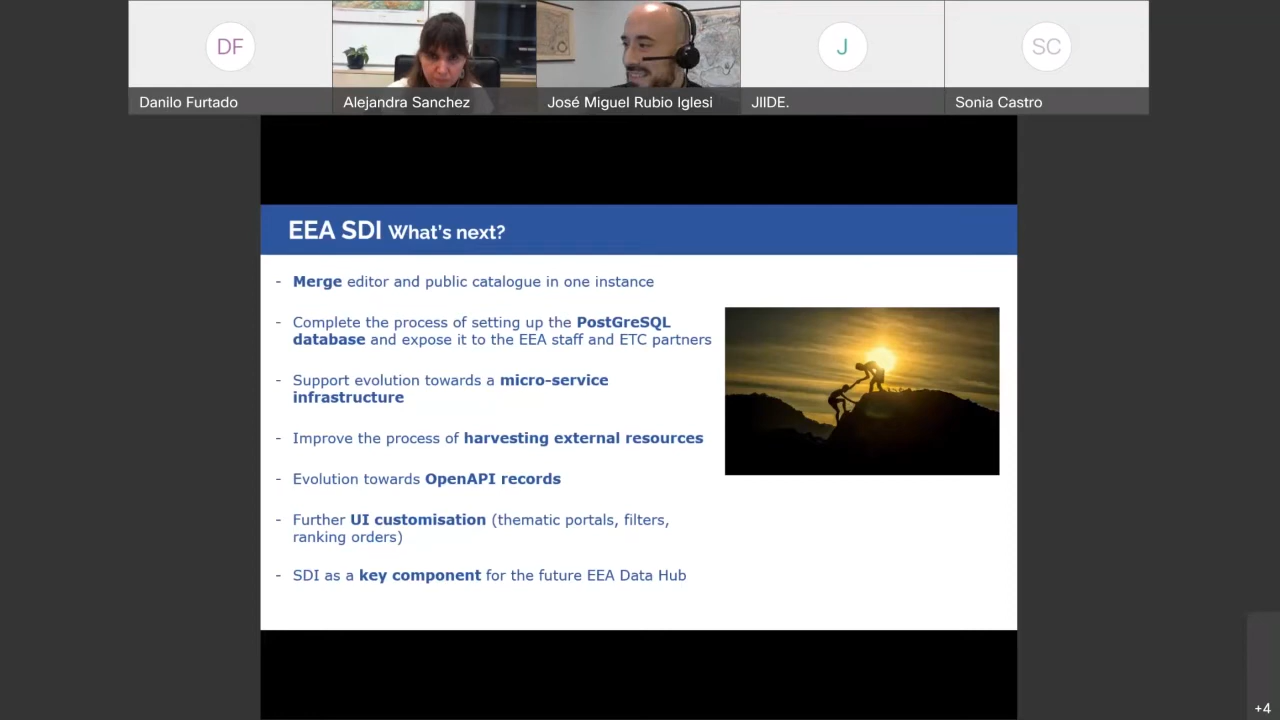 DF
J
SC
Danilo Furtado
Alejandra Sanchez
José Miguel Rubio Iglesi
JIIDE.
Sonia Castro
EEA SDI What's next?
- Merge editor and public catalogue in one instance
- Complete the process of setting up the PostGreSQL
database and expose it to the EEA staff and ETC partners
- Support evolution towards a micro-service
infrastructure
- Improve the process of harvesting external resources
- Evolution towards OpenAPI records
- Further UI customisation (thematic portals, filters,
ranking orders)
- SDI as a key component for the future EEA Data Hub
+4